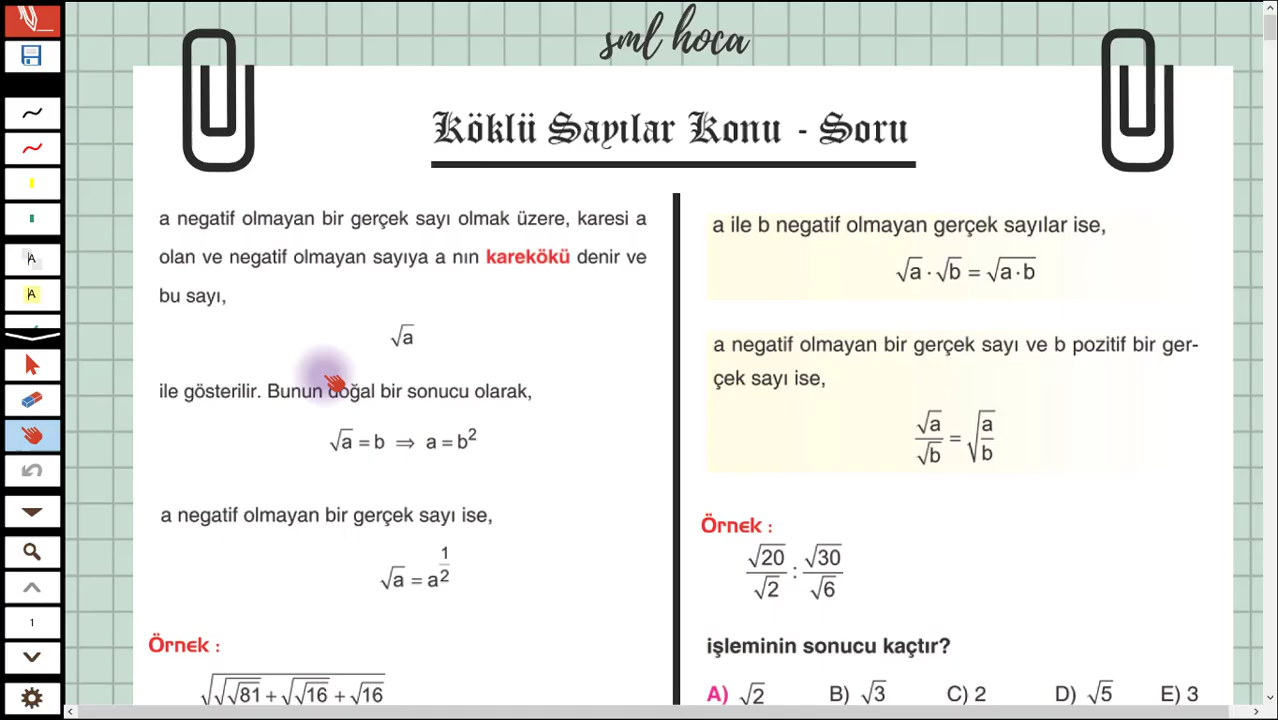 sml hoca
Köklü Sayılar Konu - Soru
a negatif olmayan bir gerçek sayı olmak üzere, karesi a
olan ve negatif olmayan sayıya a nın karekökü denir ve
bu sayı,
√a
ile gösterilir. Bunun doğal bir sonucu olarak,
√a = b ⇒ a = b²
a negatif olmayan bir gerçek sayı ise,
√a = a^(1/2)
Örnek :
√(√√81 + √√16 + √16)
a ile b negatif olmayan gerçek sayılar ise,
√a · √b = √(a · b)
a negatif olmayan bir gerçek sayı ve b pozitif bir ger-
çek sayı ise,
√a/√b = √(a/b)
Örnek :
√20/√2 : √30/√6
işleminin sonucu kaçtır?
A) √2 B) √3 C) 2 D) √5 E) 3
A
A
1